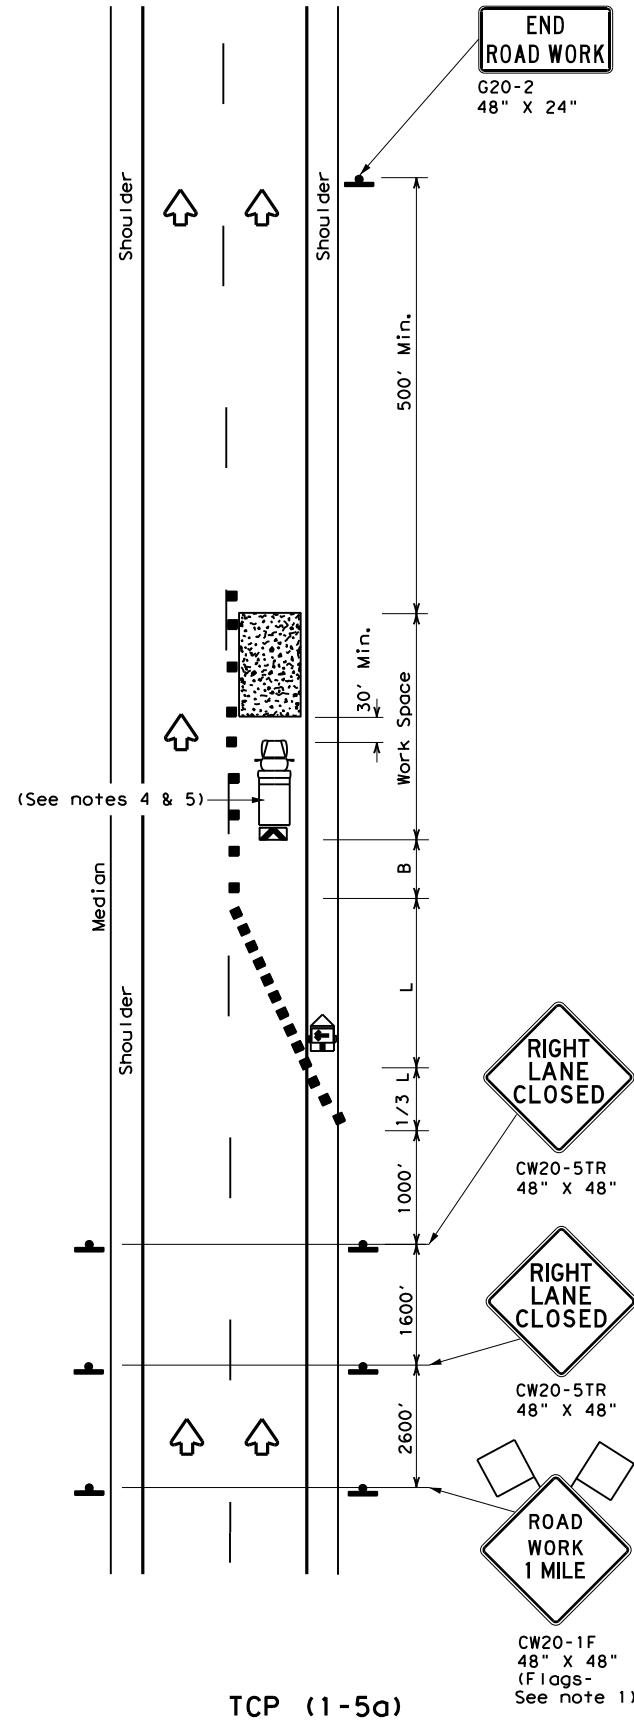 END
ROAD WORK
G20-2
48" X 24"
Shoulder
Shoulder
500' Min.
30' Min.
Work Space
(See notes 4 & 5)
B
Median
L
Shoulder
RIGHT
LANE
CLOSED
1/3 L
CW20-5TR
48" X 48"
1000'
RIGHT
LANE
CLOSED
1600'
CW20-5TR
48" X 48"
2600'
ROAD
WORK
1 MILE
CW20-1F
48" X 48"
(Flags-
See note 1)
TCP (1-5a)